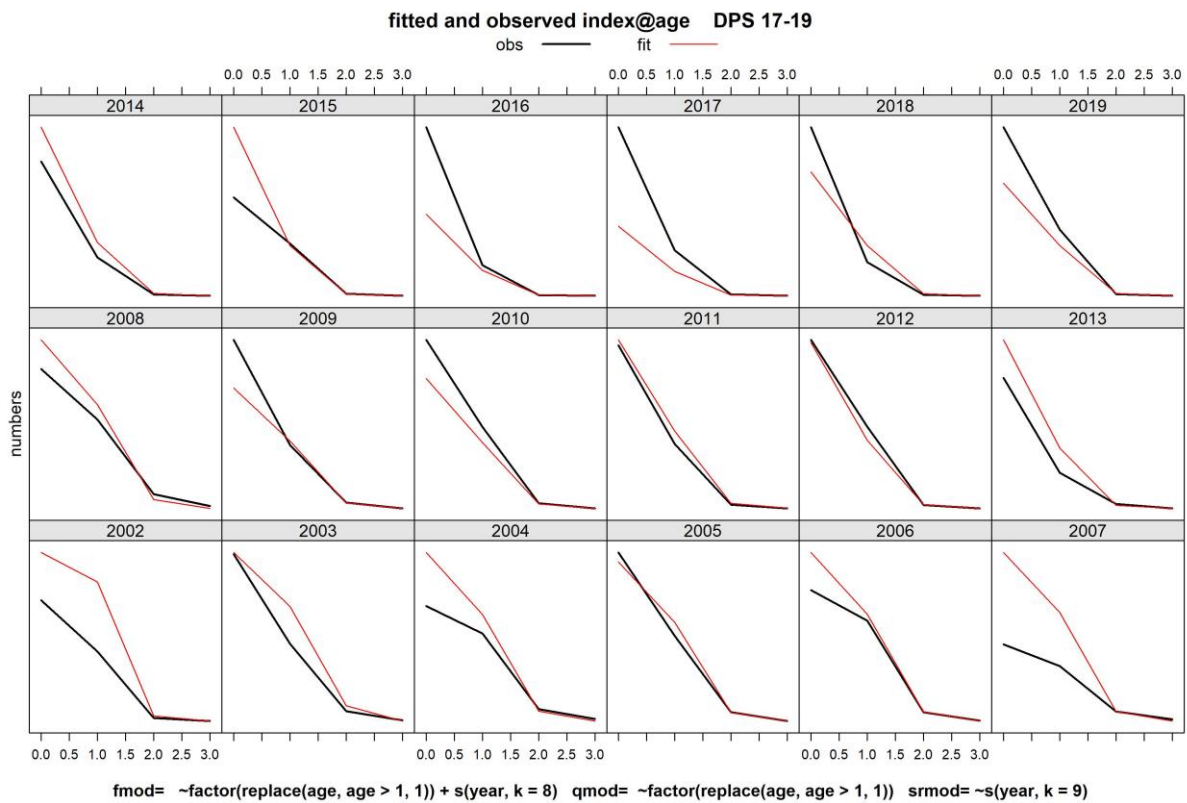 fitted and observed index@age DPS 17-19
obs fit
0.0 0.5 1.0 1.5 2.0 2.5 3.0 0.0 0.5 1.0 1.5 2.0 2.5 3.0 0.0 0.5 1.0 1.5 2.0 2.5 3.0
2014 2015 2016 2017 2018 2019
2008 2009 2010 2011 2012 2013
numbers
2002 2003 2004 2005 2006 2007
0.0 0.5 1.0 1.5 2.0 2.5 3.0 0.0 0.5 1.0 1.5 2.0 2.5 3.0 0.0 0.5 1.0 1.5 2.0 2.5 3.0
fmod= ~factor(replace(age, age > 1, 1)) + s(year, k = 8) qmod= ~factor(replace(age, age > 1, 1)) srmod= ~s(year, k = 9)